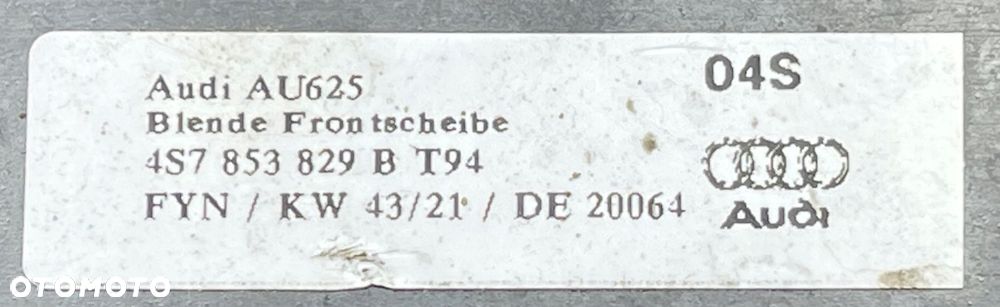 04S
Audi AU625
Blende Frontscheibe
4S7 853 829 B T94
FYN / KW 43/21 / DE 20064
Audi
OTOMOTO